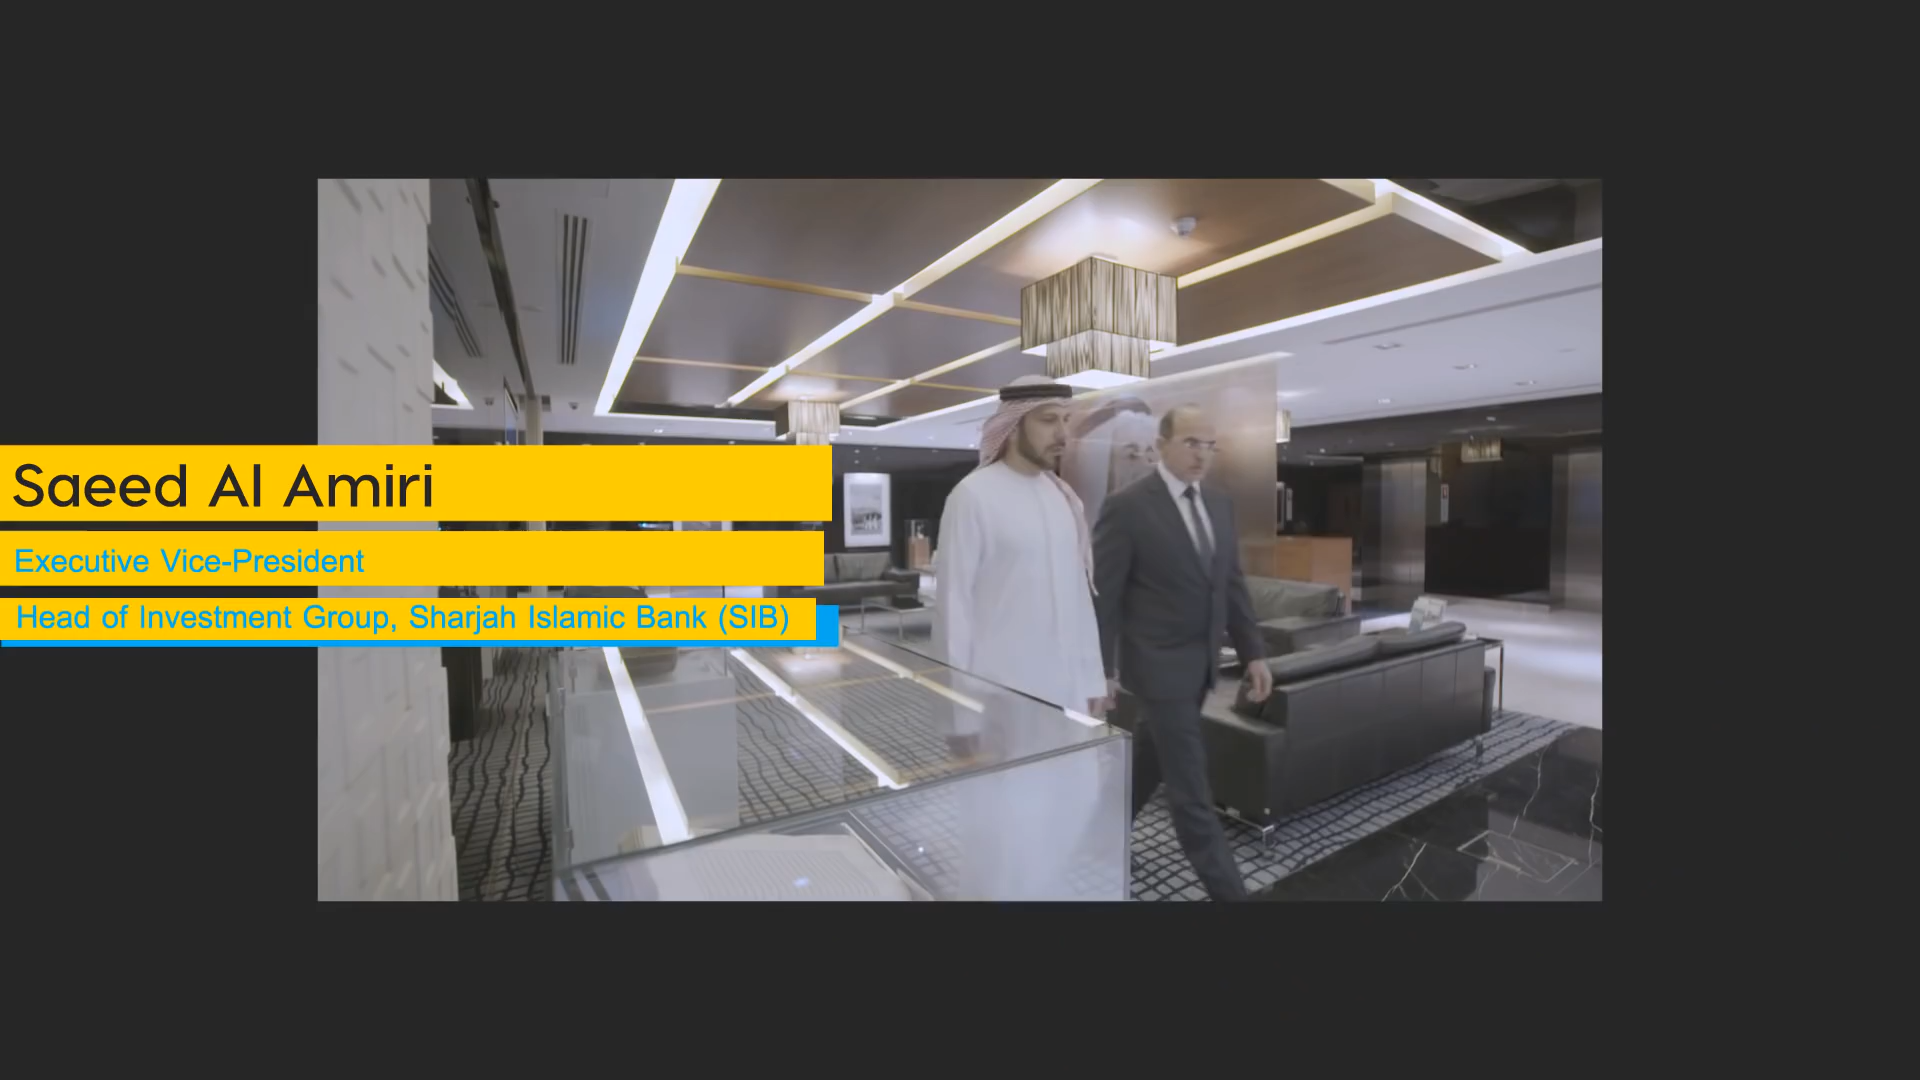 Saeed Al Amiri
Executive Vice-President
Head of Investment Group, Sharjah Islamic Bank (SIB)